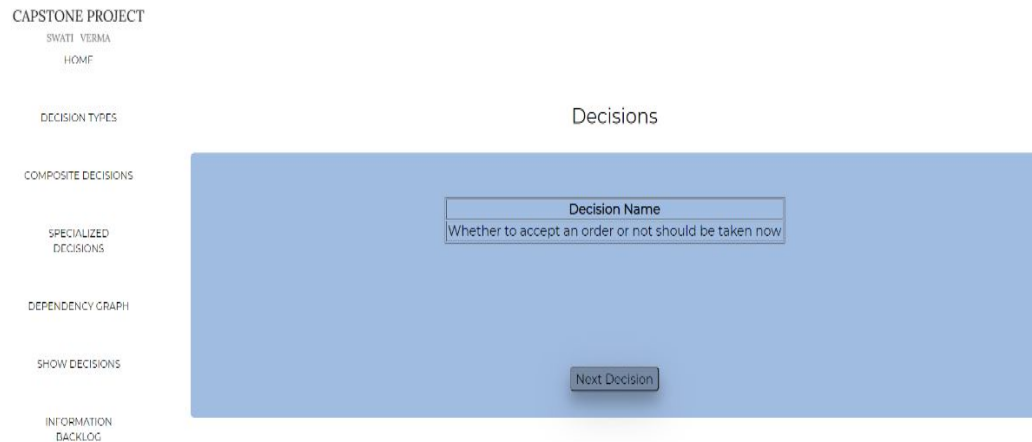 CAPSTONE PROJECT
SWATI VERMA
HOME
DECISION TYPES
COMPOSITE DECISIONS
SPECIALIZED
DECISIONS
DEPENDENCY GRAPH
SHOW DECISIONS
INFORMATION
BACKLOG
Decisions
Decision Name
Whether to accept an order or not should be taken now
Next Decision